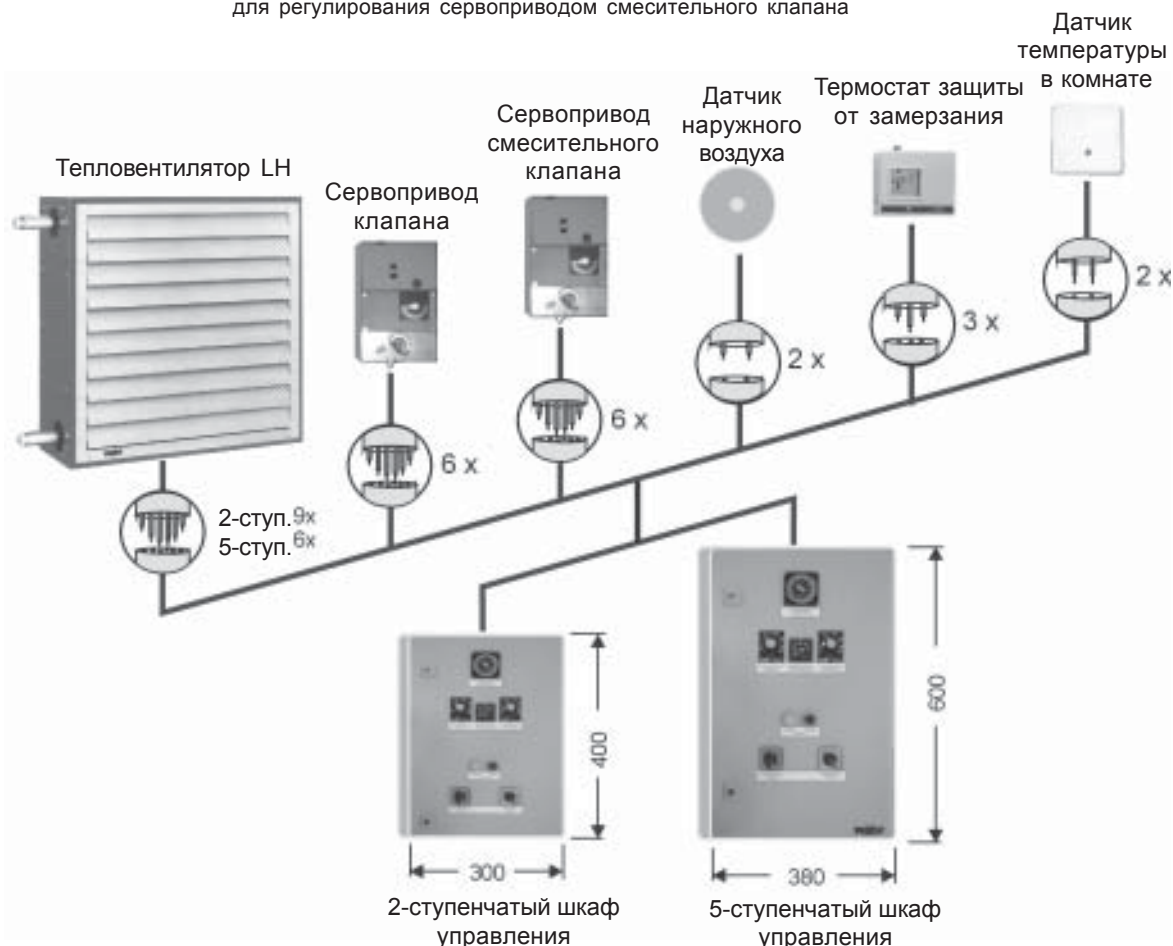 для регулирования сервоприводом смесительного клапана
Датчик
температуры
в комнате
Термостат защиты
от замерзания
Датчик
наружного
воздуха
Сервопривод
смесительного
клапана
Тепловентилятор LH
Сервопривод
клапана
2 x
3 x
2 x
6 x
6 x
2-ступ.9x
5-ступ.6x
600
400
300
380
2-ступенчатый шкаф
управления
5-ступенчатый шкаф
управления